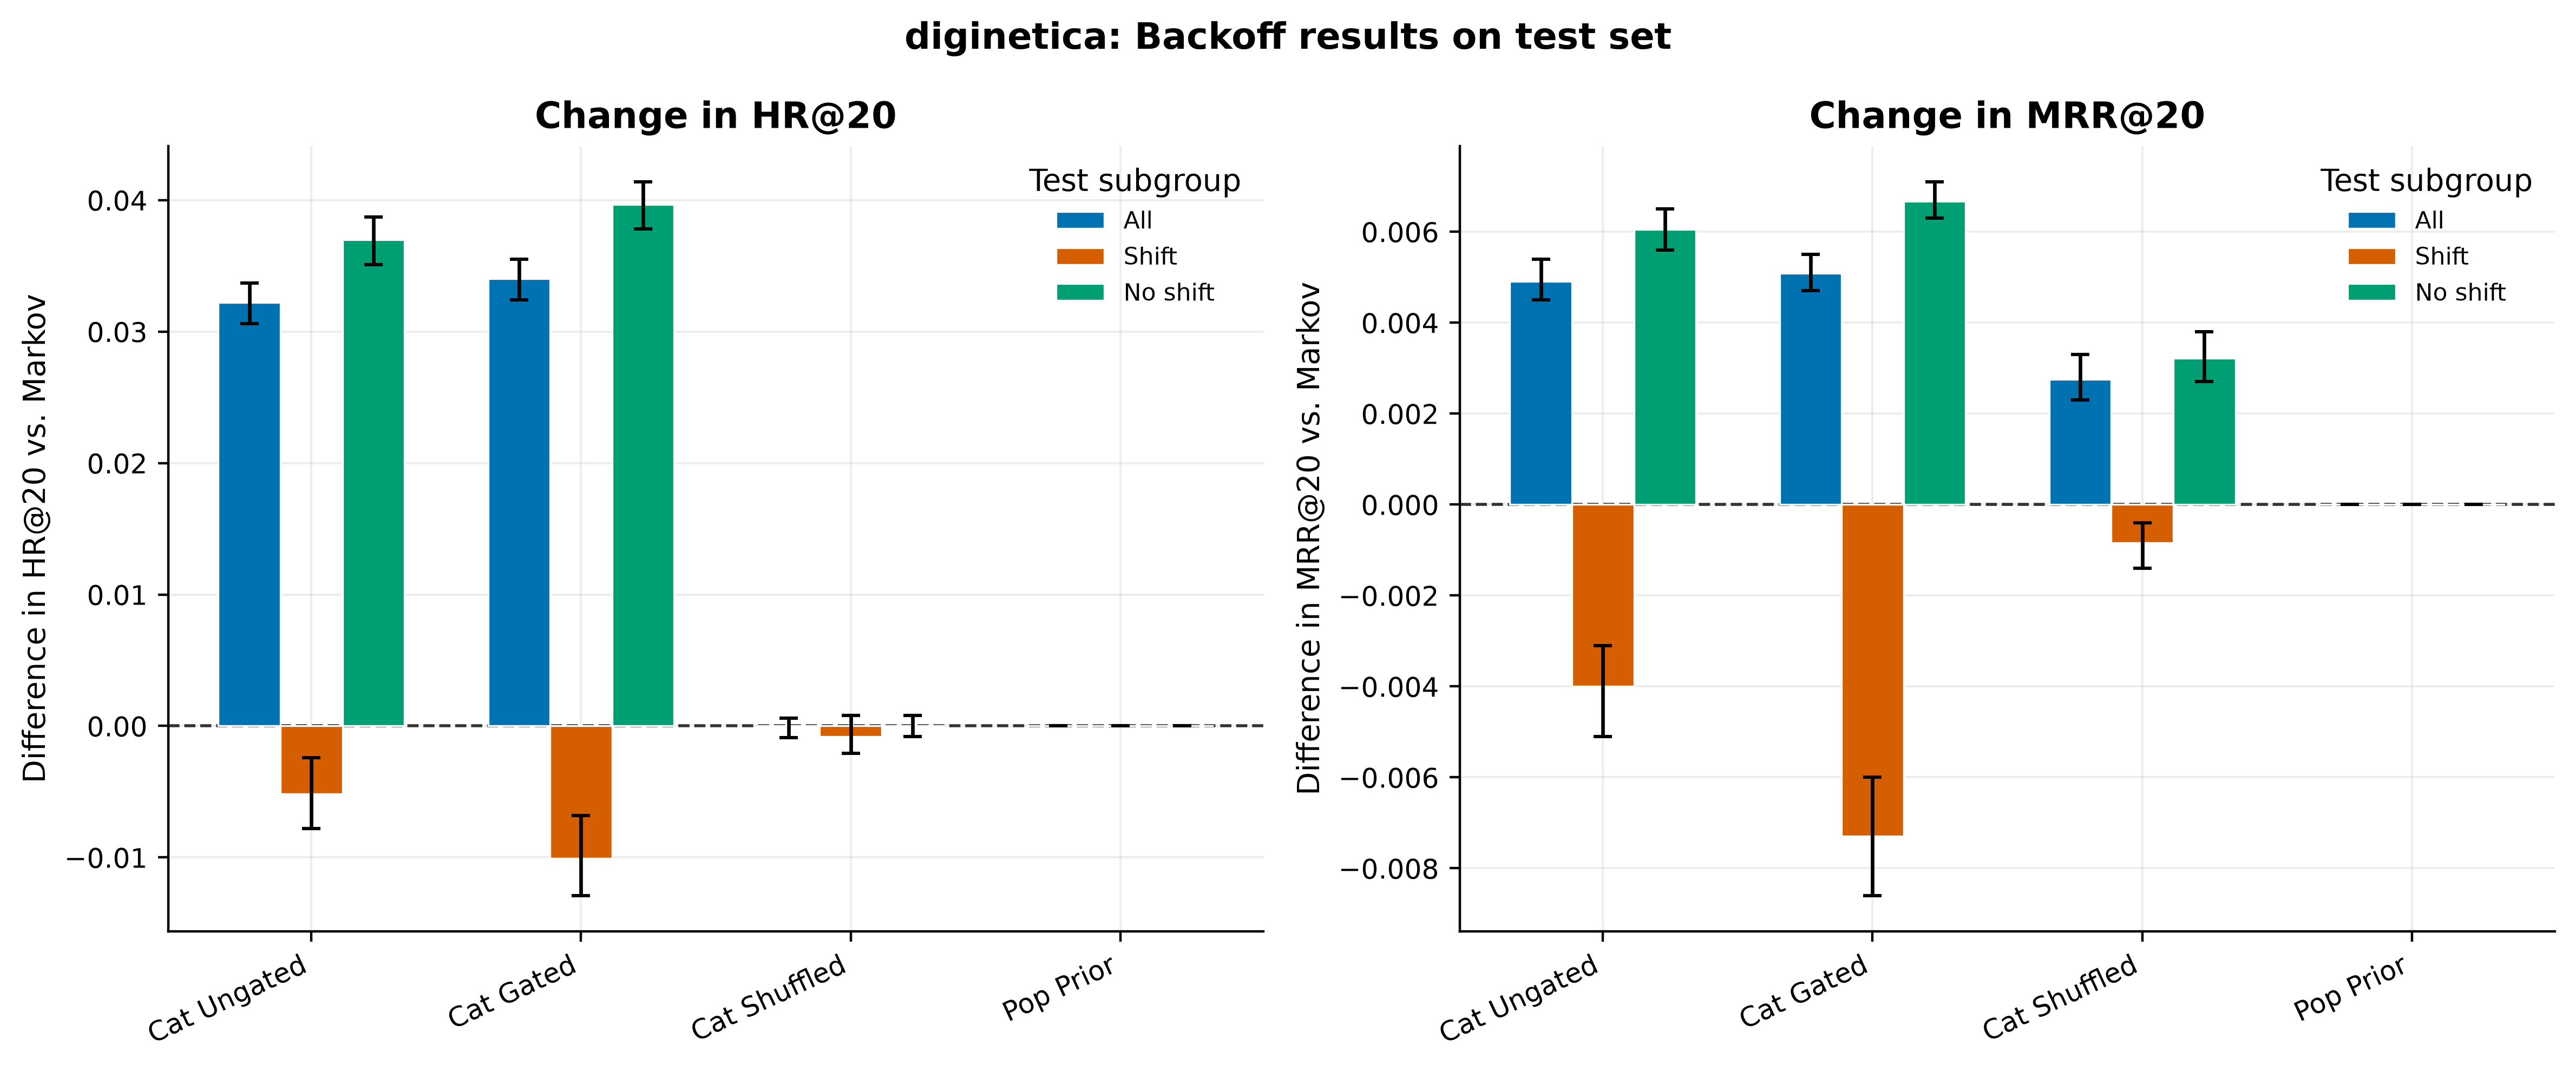 diginetica: Backoff results on test set
Change in HR@20
Difference in HR@20 vs. Markov
0.04
0.03
0.02
0.01
0.00
−0.01
Test subgroup
All
Shift
No shift
Cat Ungated
Cat Gated
Cat Shuffled
Pop Prior
Change in MRR@20
Difference in MRR@20 vs. Markov
0.006
0.004
0.002
0.000
−0.002
−0.004
−0.006
−0.008
Test subgroup
All
Shift
No shift
Cat Ungated
Cat Gated
Cat Shuffled
Pop Prior